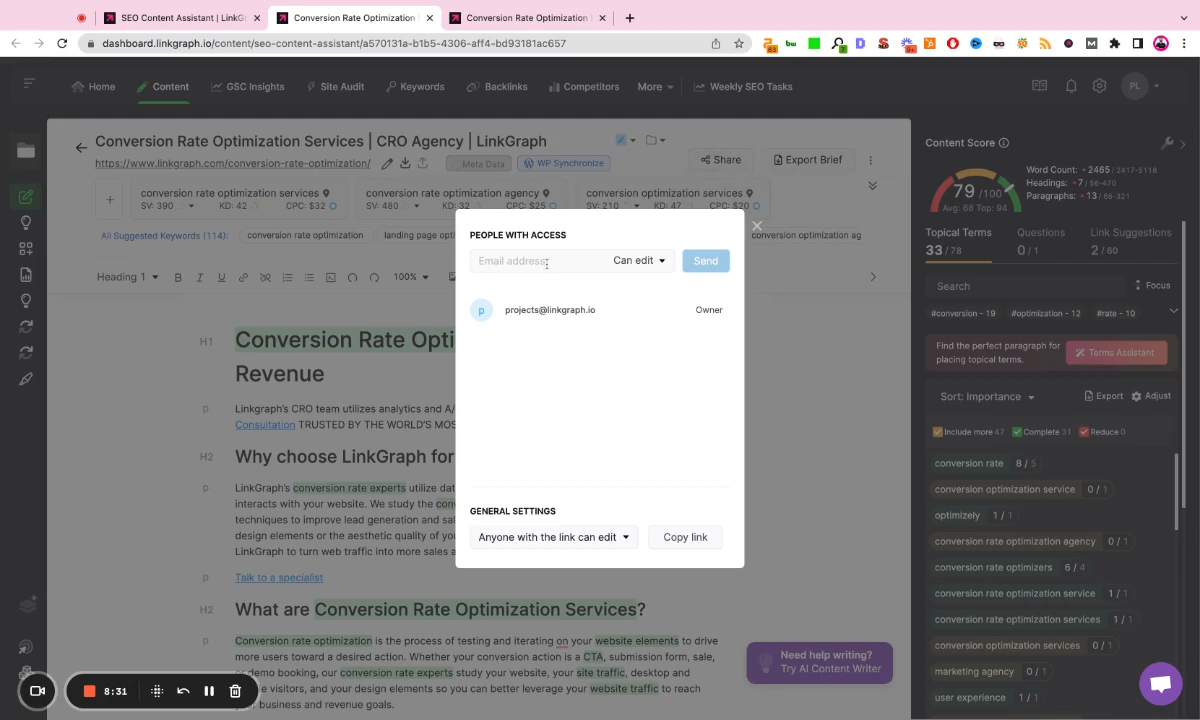 SEO Content Assistant | LinkG
Conversion Rate Optimization
Conversion Rate Optimization
dashboard.linkgraph.io/content/seo-content-assistant/a570131a-b1b5-4306-aff4-bd93181ac657
Home
Content
GSC Insights
Site Audit
Keywords
Backlinks
Competitors
More
Weekly SEO Tasks
PL
Conversion Rate Optimization Services | CRO Agency | LinkGraph
https://www.linkgraph.com/conversion-rate-optimization/
Meta Data
WP Synchronize
Share
Export Brief
conversion rate optimization services
SV: 390
KD: 42
CPC: $32
conversion rate optimization agency
SV: 480
KD: 32
CPC: $25
conversion optimization services
SV: 210
KD: 47
CPC: $20
All Suggested Keywords (114):
conversion rate optimization
landing page opti
conversion optimization ag
Heading 1
B
I
U
100%
H1
Conversion Rate Opti
Revenue
p
Linkgraph's CRO team utilizes analytics and A/
Consultation TRUSTED BY THE WORLD'S MOS
H2
Why choose LinkGraph for
p
LinkGraph's conversion rate experts utilize dat
interacts with your website. We study the con
techniques to improve lead generation and sal
design elements or the aesthetic quality of yo
LinkGraph to turn web traffic into more sales a
p
Talk to a specialist
H2
What are Conversion Rate Optimization Services?
p
Conversion rate optimization is the process of testing and iterating on your website elements to drive
more users toward a desired action. Whether your conversion action is a CTA, submission form, sale,
or demo booking, our conversion rate experts study your website, your site traffic, desktop and
visitors, and your design elements so you can better leverage your website traffic to reach
business and revenue goals.
PEOPLE WITH ACCESS
Email address
Can edit
Send
p
projects@linkgraph.io
Owner
GENERAL SETTINGS
Anyone with the link can edit
Copy link
Content Score
79 /100
Avg: 68 Top: 94
Word Count: 2465 / 2417-5118
Headings: 7 / 56-470
Paragraphs: 13 / 66-321
Topical Terms
33 / 78
Questions
0 / 1
Link Suggestions
2 / 60
Search
Focus
#conversion - 19
#optimization - 12
#rate - 10
Find the perfect paragraph for
placing topical terms.
Terms Assistant
Sort: Importance
Export
Adjust
Include more 47
Complete 31
Reduce 0
conversion rate 8 / 5
conversion optimization service 0 / 1
optimizely 1 / 1
conversion rate optimization agency 0 / 1
conversion rate optimizers 6 / 4
conversion rate optimization service 1 / 1
conversion rate optimization services 1 / 1
conversion optimization services 0 / 1
marketing agency 0 / 1
user experience 1 / 1
Need help writing?
Try AI Content Writer
8:31